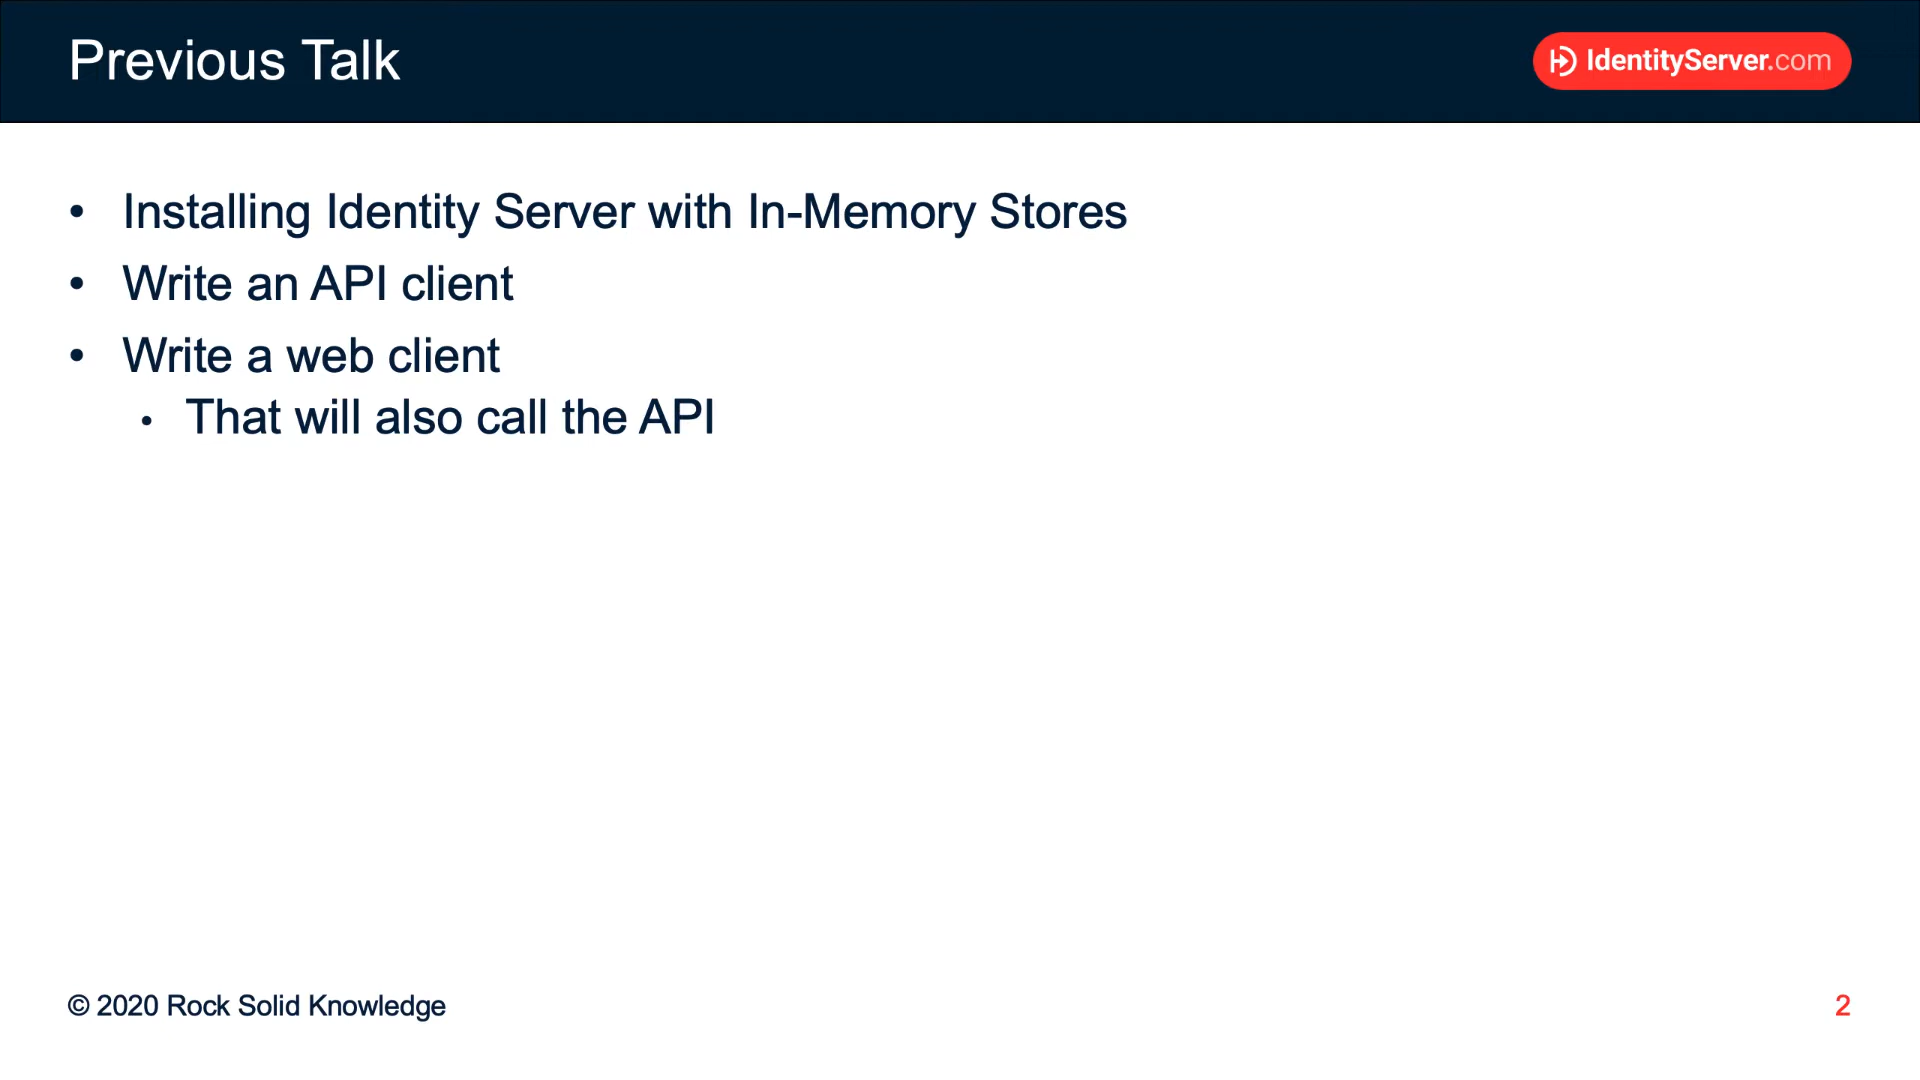 Previous Talk
IdentityServer.com
• Installing Identity Server with In-Memory Stores
• Write an API client
• Write a web client
• That will also call the API
© 2020 Rock Solid Knowledge
2